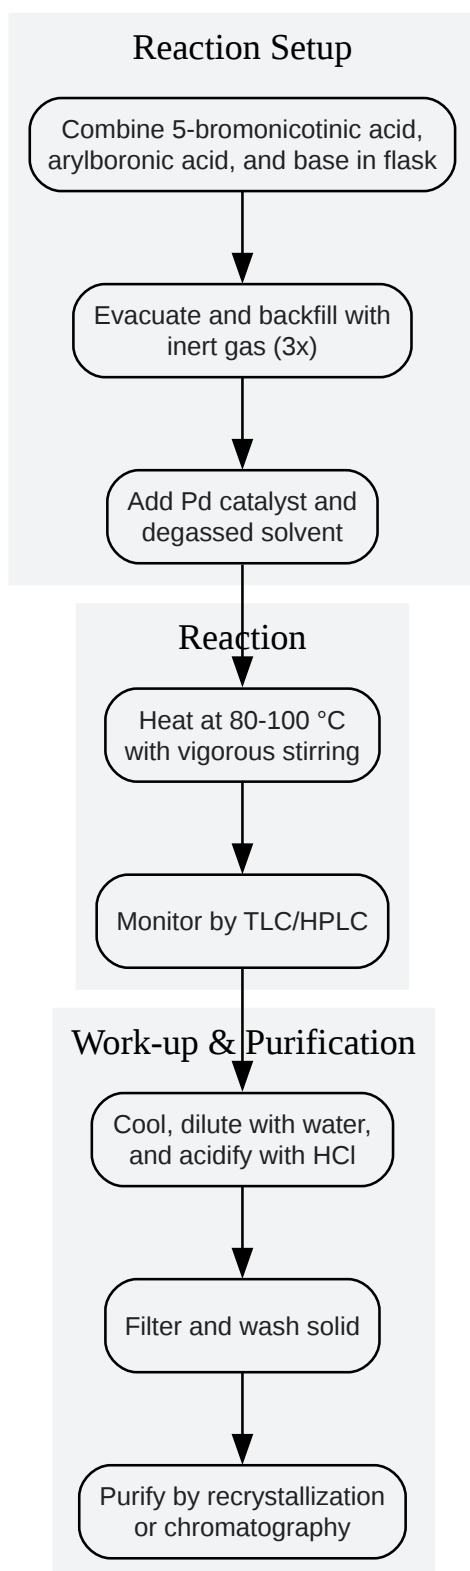 Reaction Setup
Combine 5-bromonicotinic acid,
arylboronic acid, and base in flask
Evacuate and backfill with
inert gas (3x)
Add Pd catalyst and
degassed solvent
Reaction
Heat at 80-100 °C
with vigorous stirring
Monitor by TLC/HPLC
Work-up & Purification
Cool, dilute with water,
and acidify with HCl
Filter and wash solid
Purify by recrystallization
or chromatography